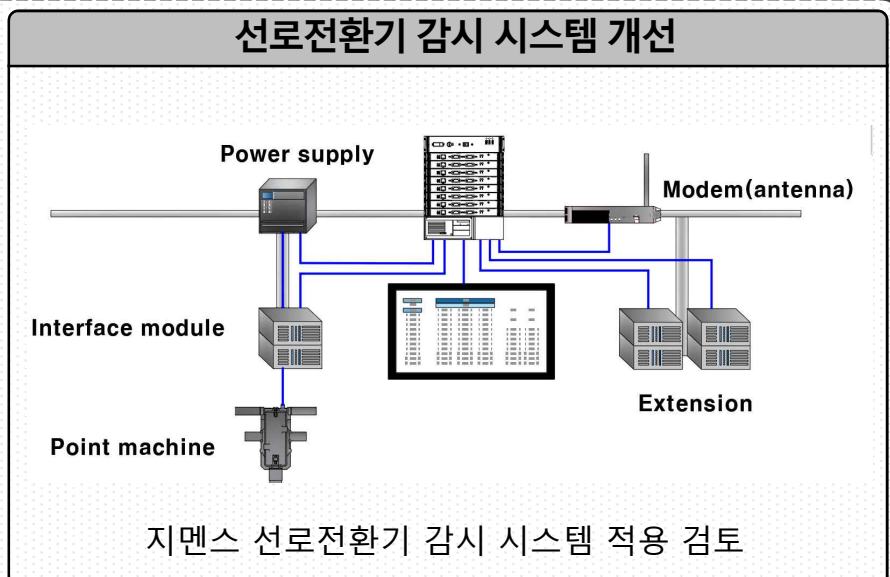 선로전환기 감시 시스템 개선
Power supply
Modem(antenna)
Interface module
Extension
Point machine
지멘스 선로전환기 감시 시스템 적용 검토